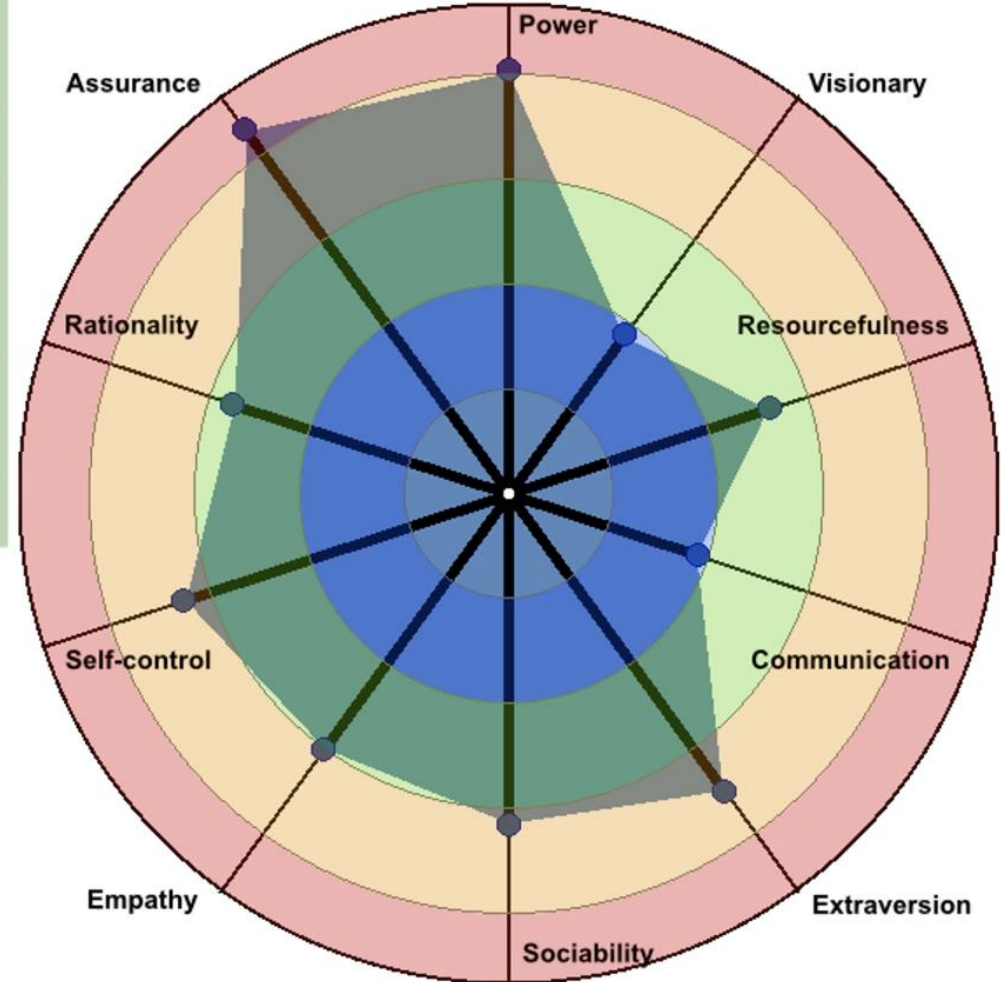 Power
Assurance
Visionary
Rationality
Resourcefulness
Self-control
Communication
Empathy
Extraversion
Sociability